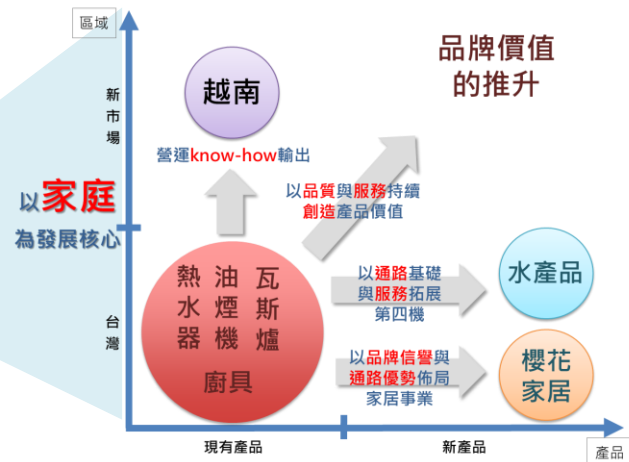 區域
品牌價值
的推升
新市場
越南
營運know-how輸出
以家庭
為發展核心
以品質與服務持續
創造產品價值
熱水器
油煙機
瓦斯爐
廚具
以通路基礎
與服務拓展
第四機
水產品
台灣
以品牌信譽與
通路優勢佈局
家居事業
櫻花
家居
現有產品
新產品
產品